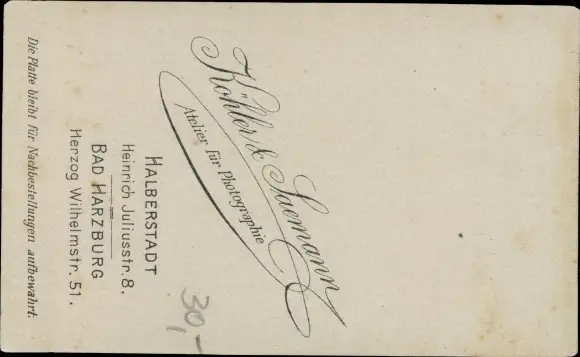 Köhler & Saemann
Atelier für Photographie
HALBERSTADT
Heinrich Juliusstr. 8.
BAD HARZBURG
Herzog Wilhelmstr. 51.
Die Platte bleibt für Nachbestellungen aufbewahrt.
30,-